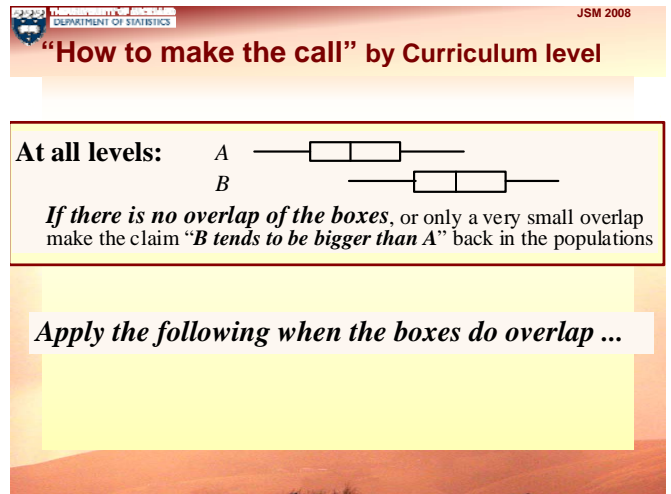 DEPARTMENT OF STATISTICS
JSM 2008
“How to make the call” by Curriculum level
At all levels:
A
B
If there is no overlap of the boxes, or only a very small overlap
make the claim “B tends to be bigger than A” back in the populations
Apply the following when the boxes do overlap ...